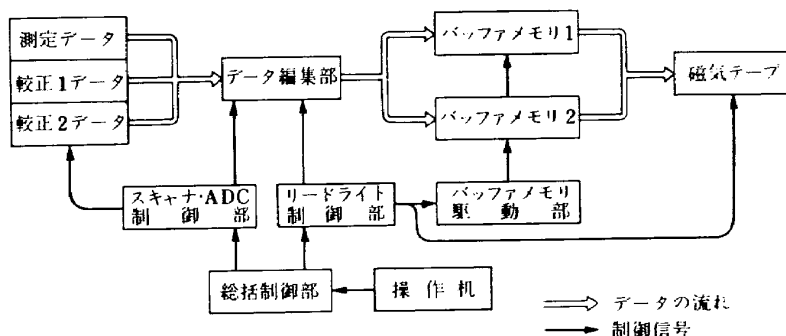 測定データ
較正1データ
較正2データ
データ編集部
バッファメモリ1
バッファメモリ2
磁気テープ
スキャナ・ADC
制御部
リードライト
制御部
バッファメモリ
駆動部
総括制御部
操作机
データの流れ
制御信号